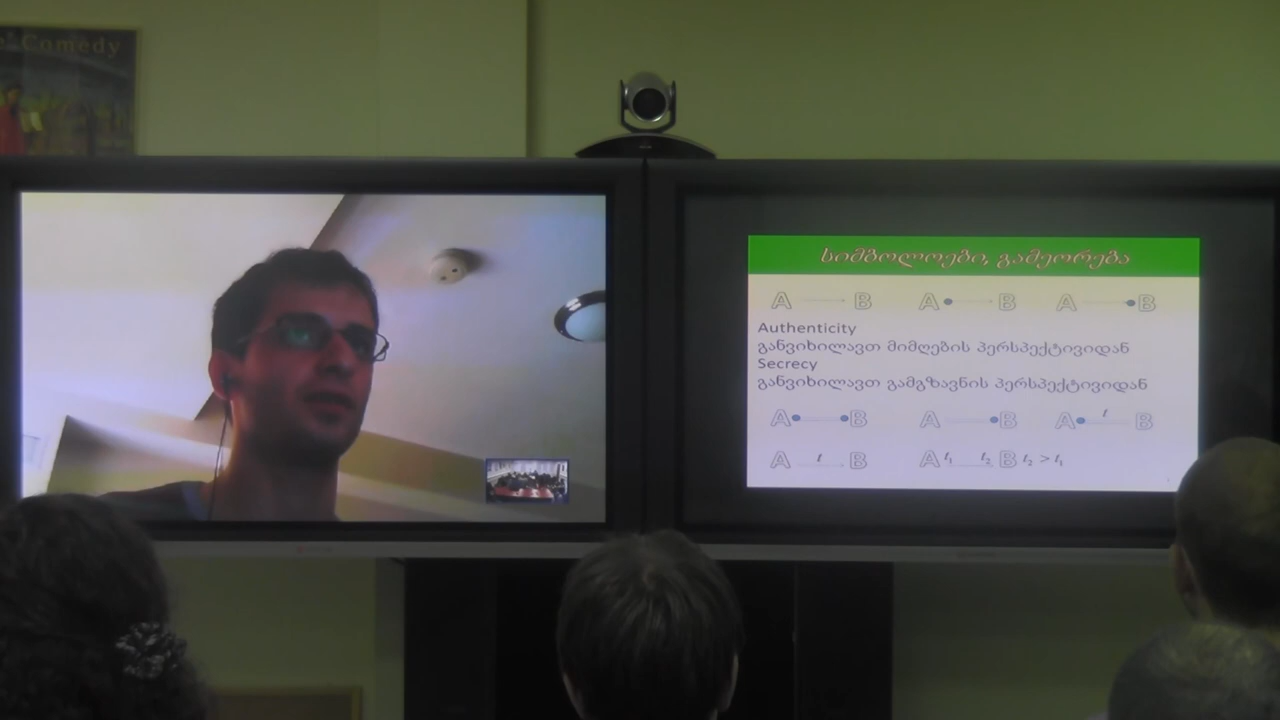 e' Comedy
სიმბოლოები, გამეორება
A B A B A B
Authenticity
განვიხილავთ მიმღების პერსპექტივიდან
Secrecy
განვიხილავთ გამგზავნის პერსპექტივიდან
A B A B A t B
A t B A t₁ t₂ B t₂ > t₁